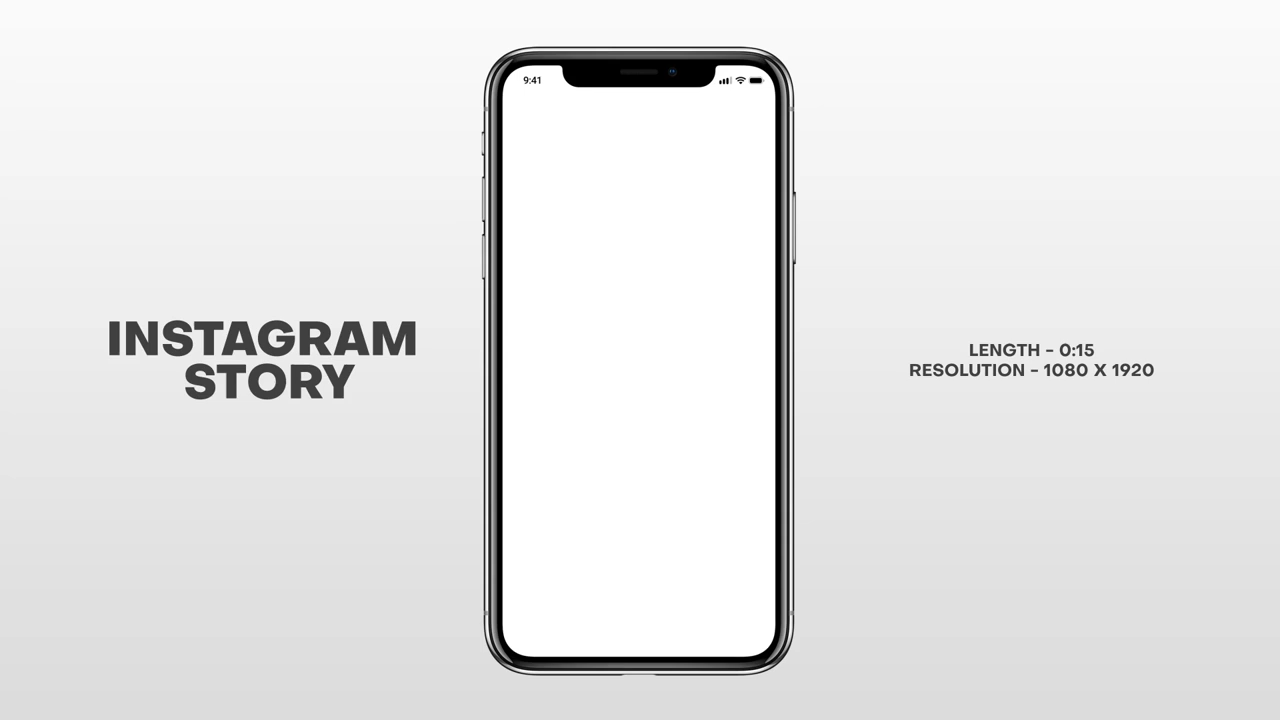 9:41
INSTAGRAM
STORY
LENGTH - 0:15
RESOLUTION - 1080 X 1920